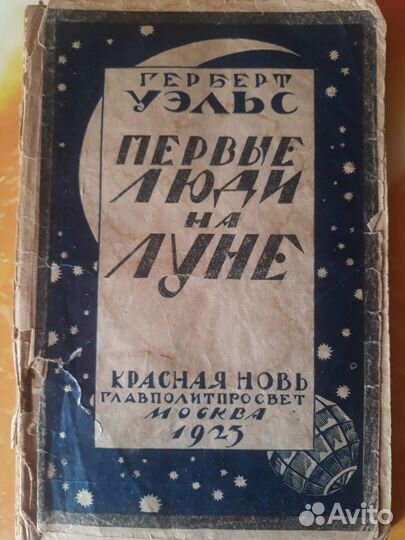 ГЕРБЕРТ
УЭЛЬС
ПЕРВЫЕ
ЛЮДИ
НА
ЛУНЕ
КРАСНАЯ НОВЬ
ГЛАВПОЛИТПРОСВЕТ
МОСКВА
1923
Avito